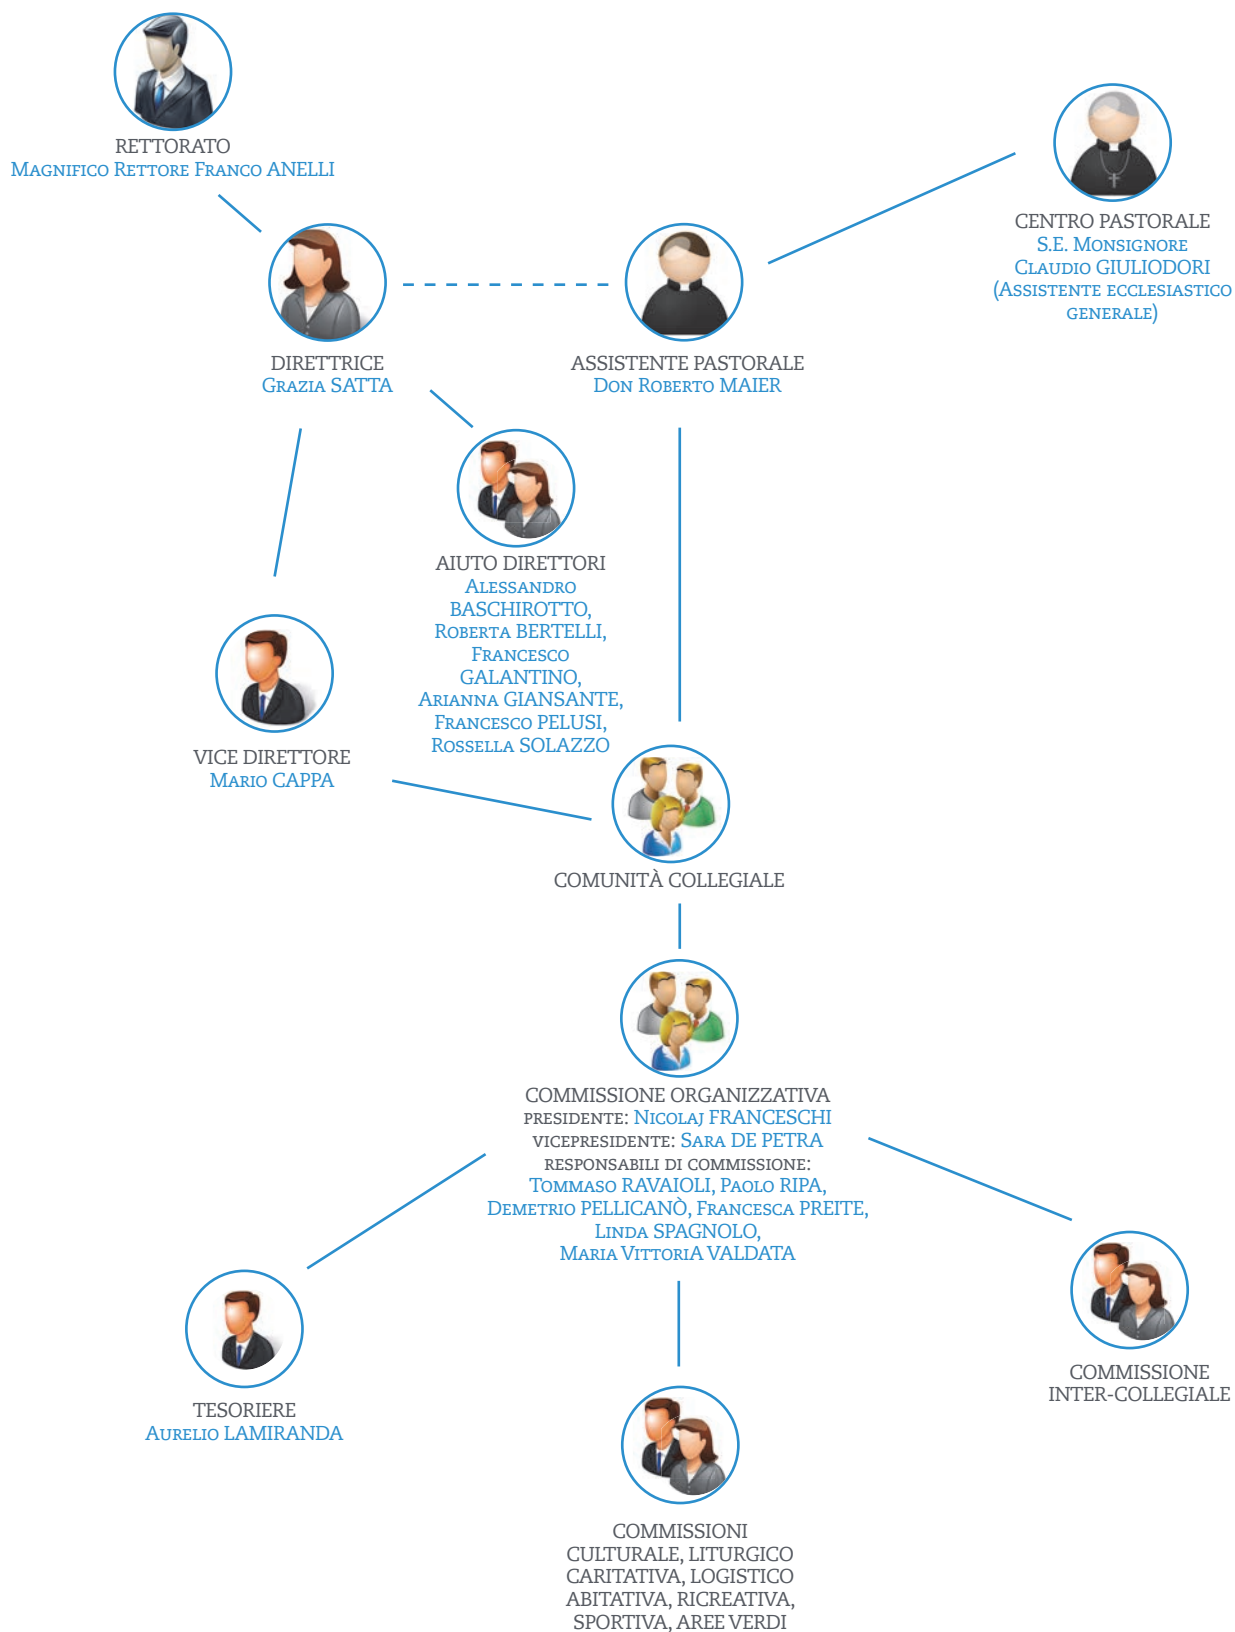 RETTORATO
Magnifico Rettore Franco ANELLI
CENTRO PASTORALE
S.E. Monsignore
Claudio GIULIODORI
(Assistente ecclesiastico
generale)
DIRETTRICE
Grazia SATTA
ASSISTENTE PASTORALE
Don Roberto MAIER
AIUTO DIRETTORI
Alessandro
BASCHIROTTO,
Roberta BERTELLI,
Francesco
GALANTINO,
Arianna GIANSANTE,
Francesco PELUSI,
Rossella SOLAZZO
VICE DIRETTORE
Mario CAPPA
COMUNITÀ COLLEGIALE
COMMISSIONE ORGANIZZATIVA
presidente: Nicolaj FRANCESCHI
vicepresidente: Sara DE PETRA
responsabili di commissione:
Tommaso RAVAIOLI, Paolo RIPA,
Demetrio PELLICANÒ, Francesca PREITE,
Linda SPAGNOLO,
Maria VittoriA VALDATA
TESORIERE
Aurelio LAMIRANDA
COMMISSIONE
INTER-COLLEGIALE
COMMISSIONI
CULTURALE, LITURGICO
CARITATIVA, LOGISTICO
ABITATIVA, RICREATIVA,
SPORTIVA, AREE VERDI